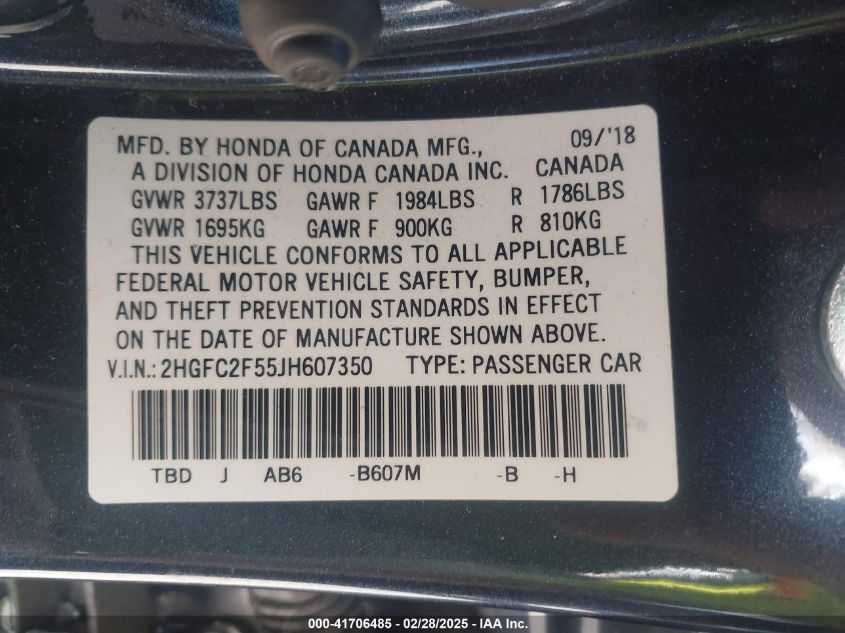 MFD. BY HONDA OF CANADA MFG., 09/'18
A DIVISION OF HONDA CANADA INC. CANADA
GVWR 3737LBS GAWR F 1984LBS R 1786LBS
GVWR 1695KG GAWR F 900KG R 810KG
THIS VEHICLE CONFORMS TO ALL APPLICABLE
FEDERAL MOTOR VEHICLE SAFETY, BUMPER,
AND THEFT PREVENTION STANDARDS IN EFFECT
ON THE DATE OF MANUFACTURE SHOWN ABOVE.
V.I.N.: 2HGFC2F55JH607350 TYPE: PASSENGER CAR
TBD J AB6 -B607M -B -H
000-41706485 - 02/28/2025 - IAA Inc.